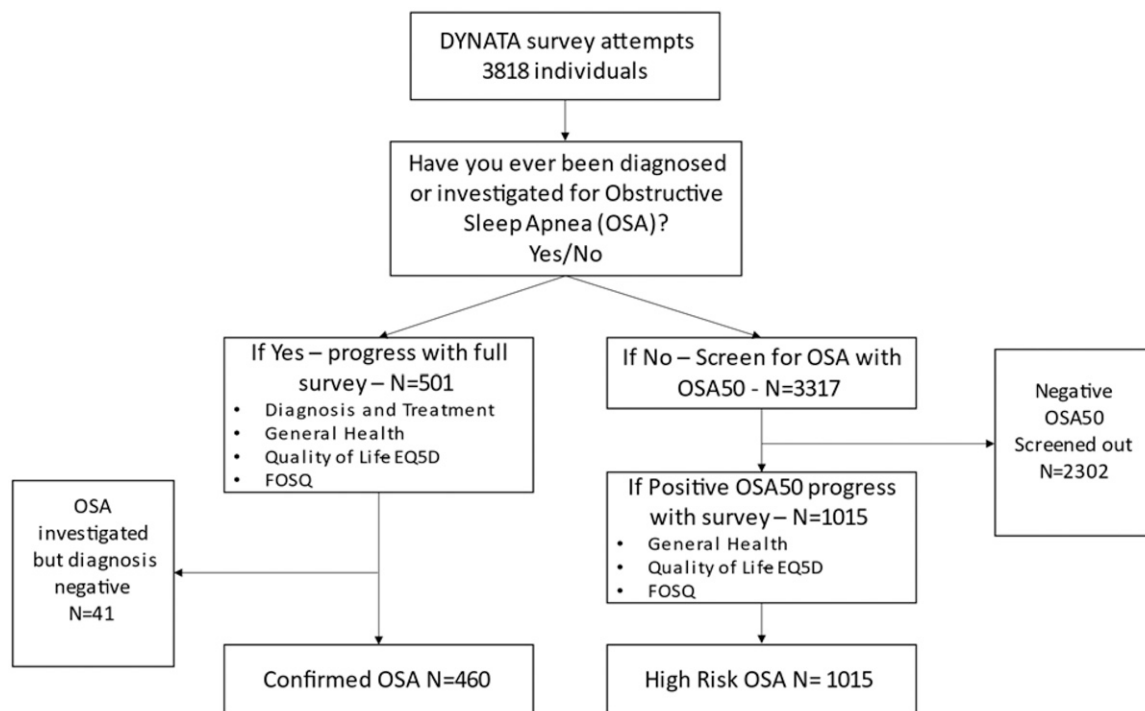 DYNATA survey attempts
3818 individuals
Have you ever been diagnosed
or investigated for Obstructive
Sleep Apnea (OSA)?
Yes/No
If Yes – progress with full
survey – N=501
• Diagnosis and Treatment
• General Health
• Quality of Life-EQ5D
• FOSQ
If No – Screen for OSA with
OSA50 - N=3317
Negative
OSA50
Screened out
N=2302
OSA
investigated
but diagnosis
negative
N=41
If Positive OSA50 progress
with survey – N=1015
• General Health
• Quality of Life-EQ5D
• FOSQ
Confirmed OSA N=460
High Risk OSA N= 1015